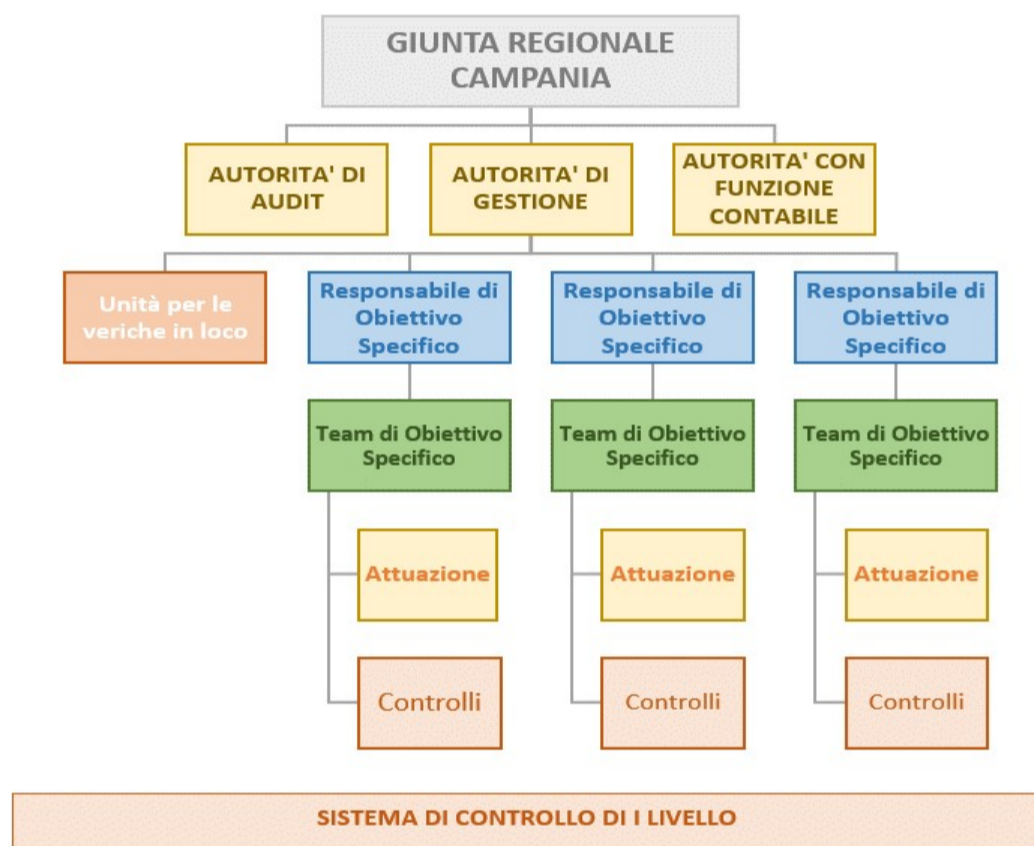 GIUNTA REGIONALE
CAMPANIA
AUTORITA' DI
AUDIT
AUTORITA' DI
GESTIONE
AUTORITA' CON
FUNZIONE
CONTABILE
Unità per le
veriche in loco
Responsabile di
Obiettivo
Specifico
Responsabile di
Obiettivo
Specifico
Responsabile di
Obiettivo
Specifico
Team di Obiettivo
Specifico
Team di Obiettivo
Specifico
Team di Obiettivo
Specifico
Attuazione
Attuazione
Attuazione
Controlli
Controlli
Controlli
SISTEMA DI CONTROLLO DI I LIVELLO